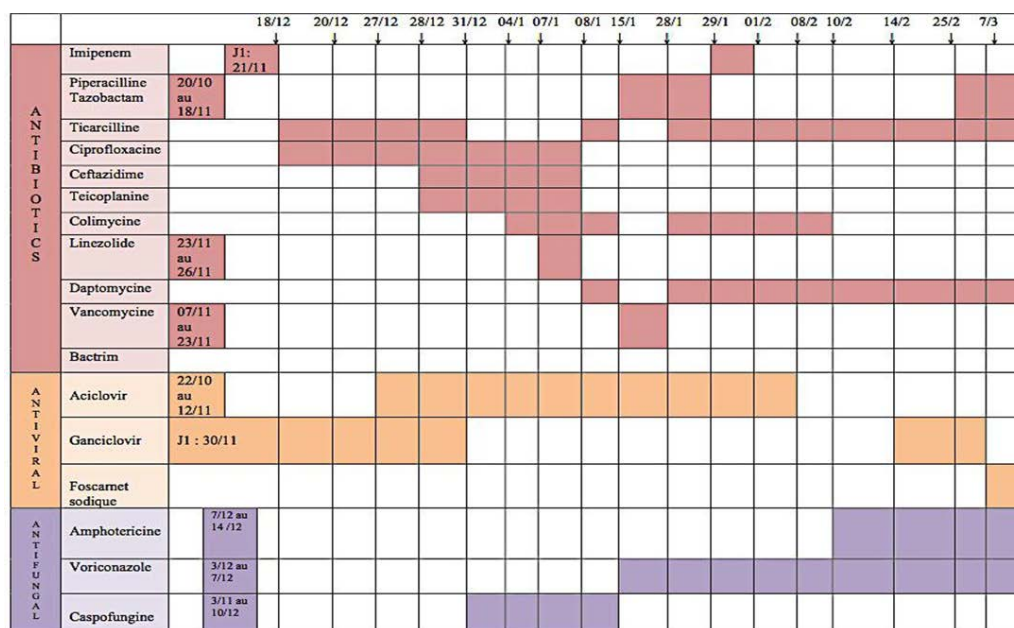 18/12 20/12 27/12 28/12 31/12 04/1 07/1 08/1 15/1 28/1 29/1 01/2 08/2 10/2 14/2 25/2 7/3
ANTIBIOTICS
Imipenem
J1:
21/11
Piperacilline
Tazobactam
20/10
au
18/11
Ticarcilline
Ciprofloxacine
Ceftazidime
Teicoplanine
Colimycine
Linezolide
23/11
au
26/11
Daptomycine
Vancomycine
07/11
au
23/11
Bactrim
ANTIVIRAL
Aciclovir
22/10
au
12/11
Ganciclovir
J1 : 30/11
Foscarnet
sodique
ANTIFUNGAL
Amphotericine
7/12 au
14 /12
Voriconazole
3/12 au
7/12
Caspofungine
3/11 au
10/12